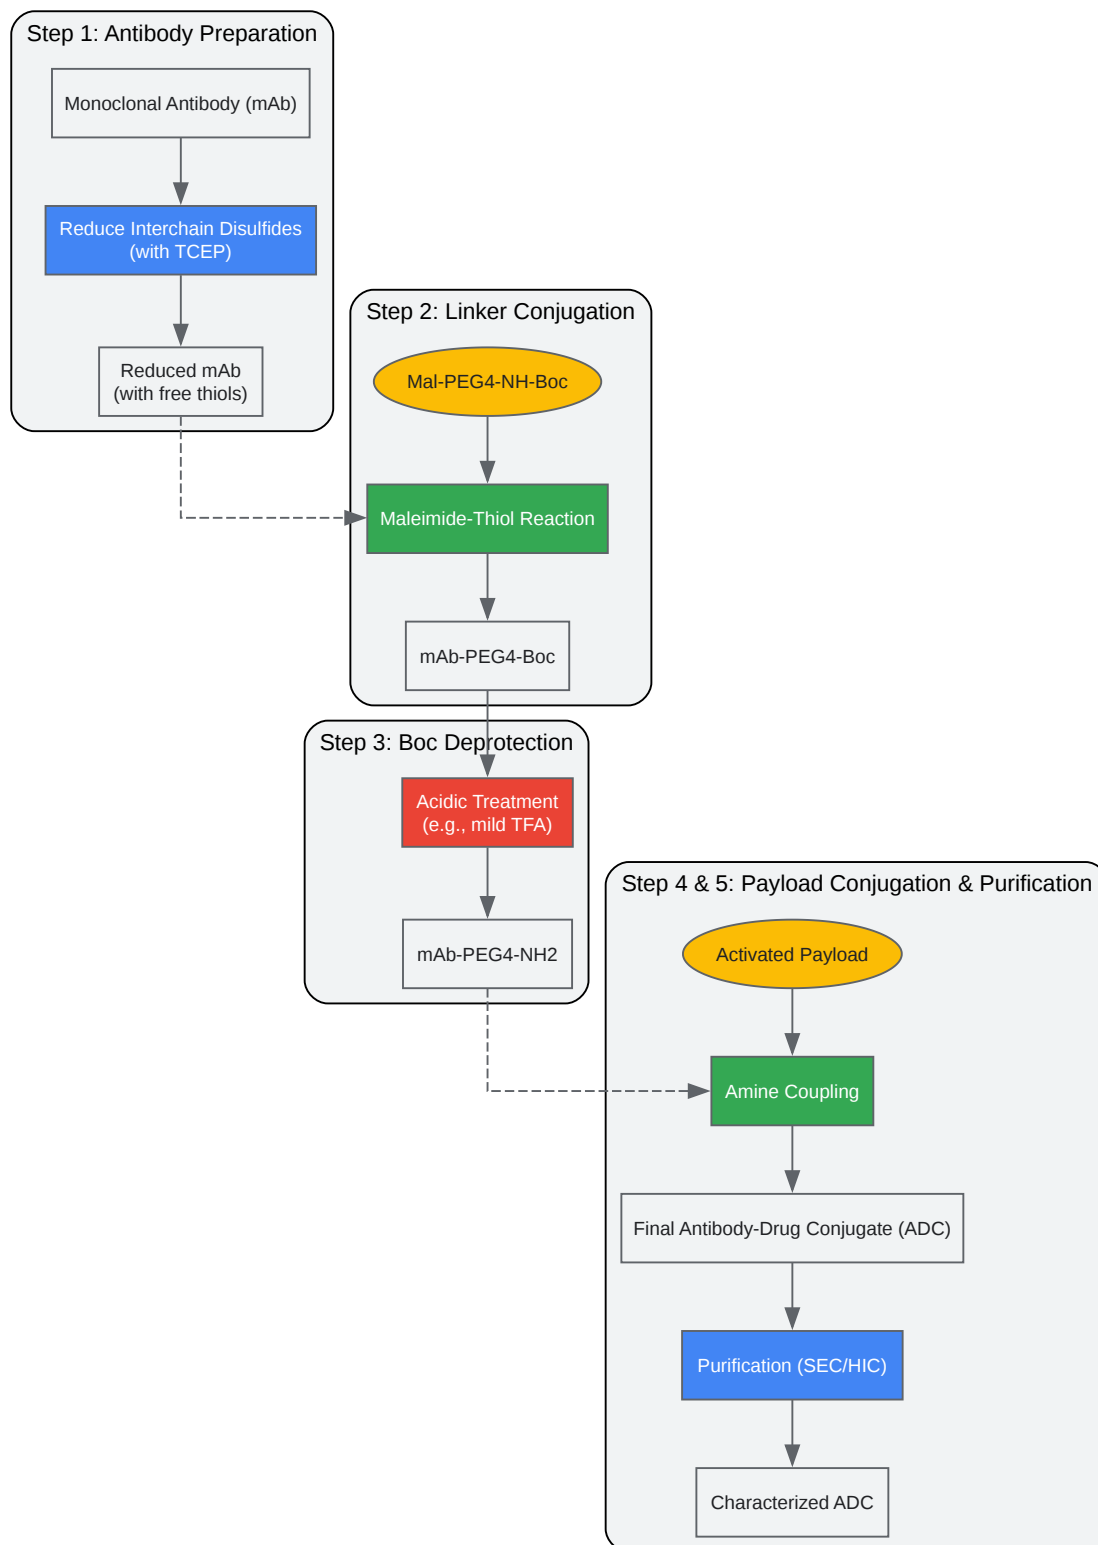 Step 1: Antibody Preparation
Monoclonal Antibody (mAb)
Reduce Interchain Disulfides
(with TCEP)
Reduced mAb
(with free thiols)
Step 2: Linker Conjugation
Mal-PEG4-NH-Boc
Maleimide-Thiol Reaction
mAb-PEG4-Boc
Step 3: Boc Deprotection
Acidic Treatment
(e.g., mild TFA)
mAb-PEG4-NH2
Step 4 & 5: Payload Conjugation & Purification
Activated Payload
Amine Coupling
Final Antibody-Drug Conjugate (ADC)
Purification (SEC/HIC)
Characterized ADC